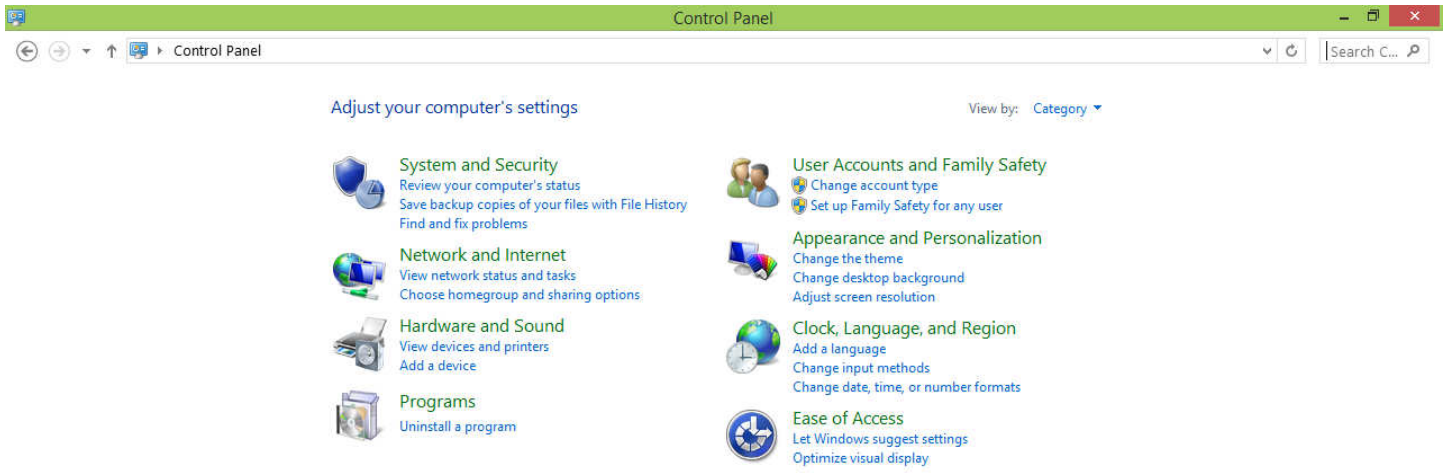 Control Panel
Control Panel
Search C...
Adjust your computer's settings
View by: Category
System and Security
Review your computer's status
Save backup copies of your files with File History
Find and fix problems
Network and Internet
View network status and tasks
Choose homegroup and sharing options
Hardware and Sound
View devices and printers
Add a device
Programs
Uninstall a program
User Accounts and Family Safety
Change account type
Set up Family Safety for any user
Appearance and Personalization
Change the theme
Change desktop background
Adjust screen resolution
Clock, Language, and Region
Add a language
Change input methods
Change date, time, or number formats
Ease of Access
Let Windows suggest settings
Optimize visual display